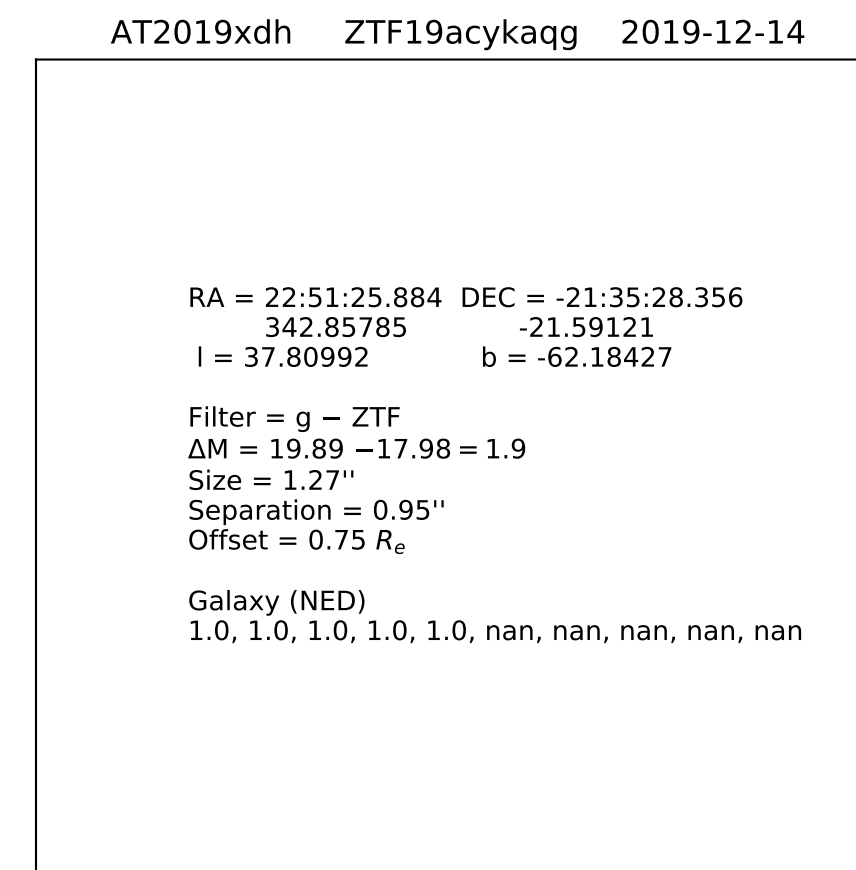 AT2019xdh ZTF19acykaqg 2019-12-14
RA = 22:51:25.884 DEC = -21:35:28.356
342.85785 -21.59121
l = 37.80992 b = -62.18427
Filter = g − ZTF
ΔM = 19.89 −17.98 = 1.9
Size = 1.27''
Separation = 0.95''
Offset = 0.75 Re
Galaxy (NED)
1.0, 1.0, 1.0, 1.0, 1.0, nan, nan, nan, nan, nan